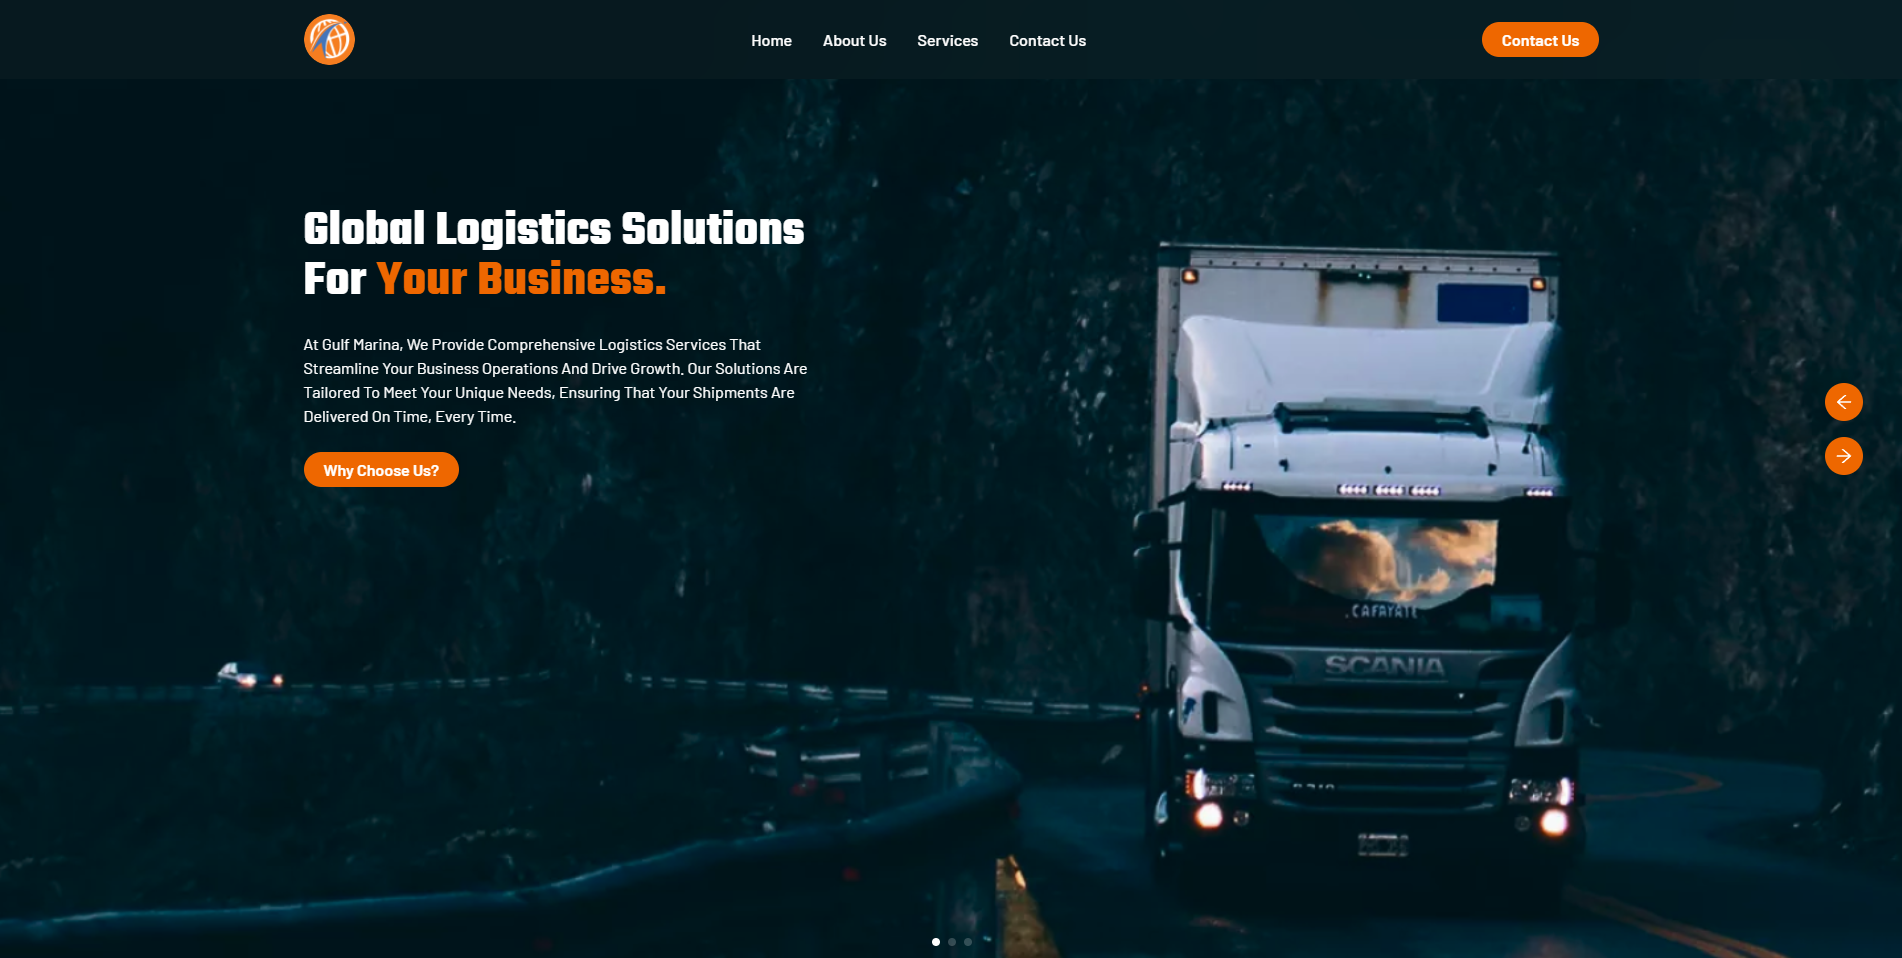 Home About Us Services Contact Us Contact Us
Global Logistics Solutions
For Your Business.
At Gulf Marina, We Provide Comprehensive Logistics Services That
Streamline Your Business Operations And Drive Growth. Our Solutions Are
Tailored To Meet Your Unique Needs, Ensuring That Your Shipments Are
Delivered On Time, Every Time.
Why Choose Us?
CAFAYATE
SCANIA